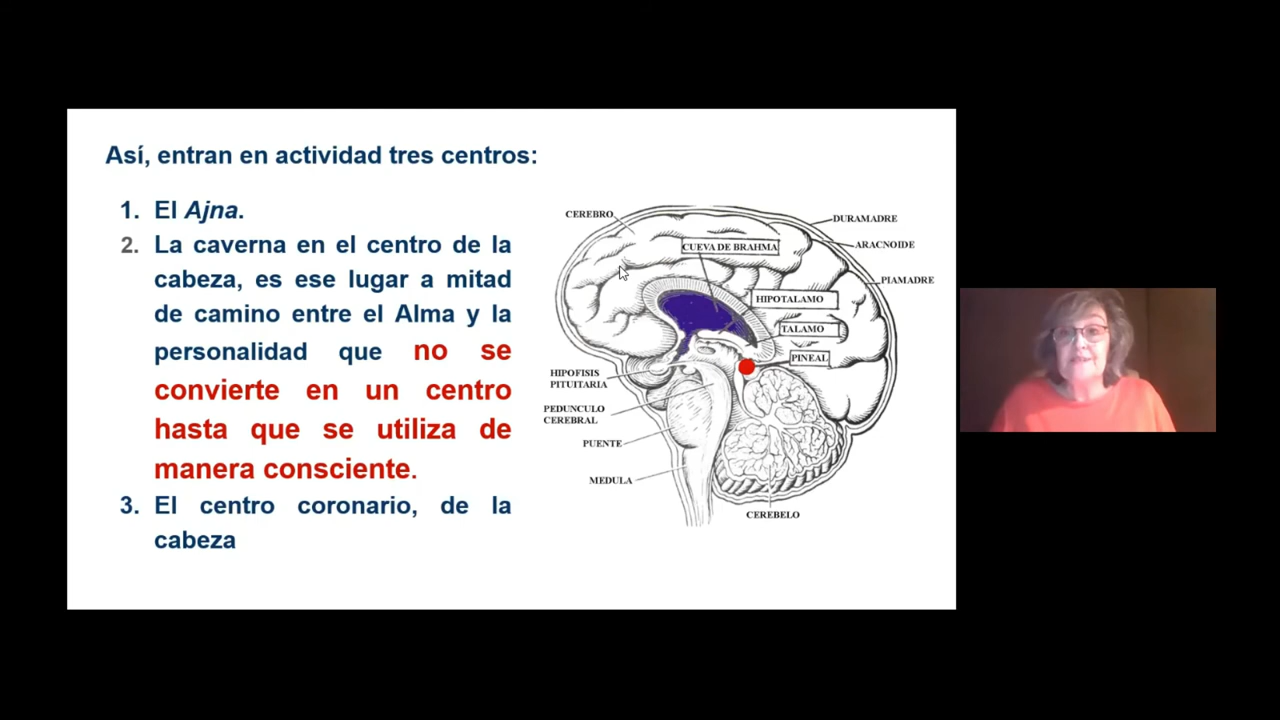 Así, entran en actividad tres centros:
1. El Ajna.
2. La caverna en el centro de la
cabeza, es ese lugar a mitad
de camino entre el Alma y la
personalidad que no se
convierte en un centro
hasta que se utiliza de
manera consciente.
3. El centro coronario, de la
cabeza
CEREBRO
DURAMADRE
CUEVA DE BRAHMA
ARACNOIDE
PIAMADRE
HIPOTALAMO
TALAMO
PINEAL
HIPOFISIS
PITUITARIA
PEDUNCULO
CEREBRAL
PUENTE
MEDULA
CEREBELO